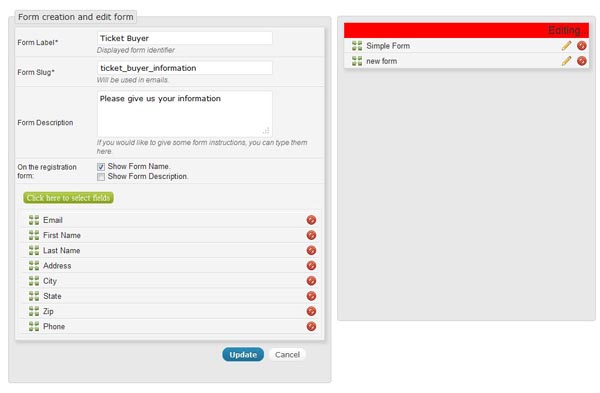 Form creation and edit form
Form Label*
Ticket Buyer
Displayed form identifier
Form Slug*
ticket_buyer_information
Will be used in emails.
Form Description
Please give us your information
If you would like to give some form instructions, you can type them
here.
On the registration
form:
Show Form Name.
Show Form Description.
Click here to select fields
Email
First Name
Last Name
Address
City
State
Zip
Phone
Update
Cancel
Editing
Simple Form
new form